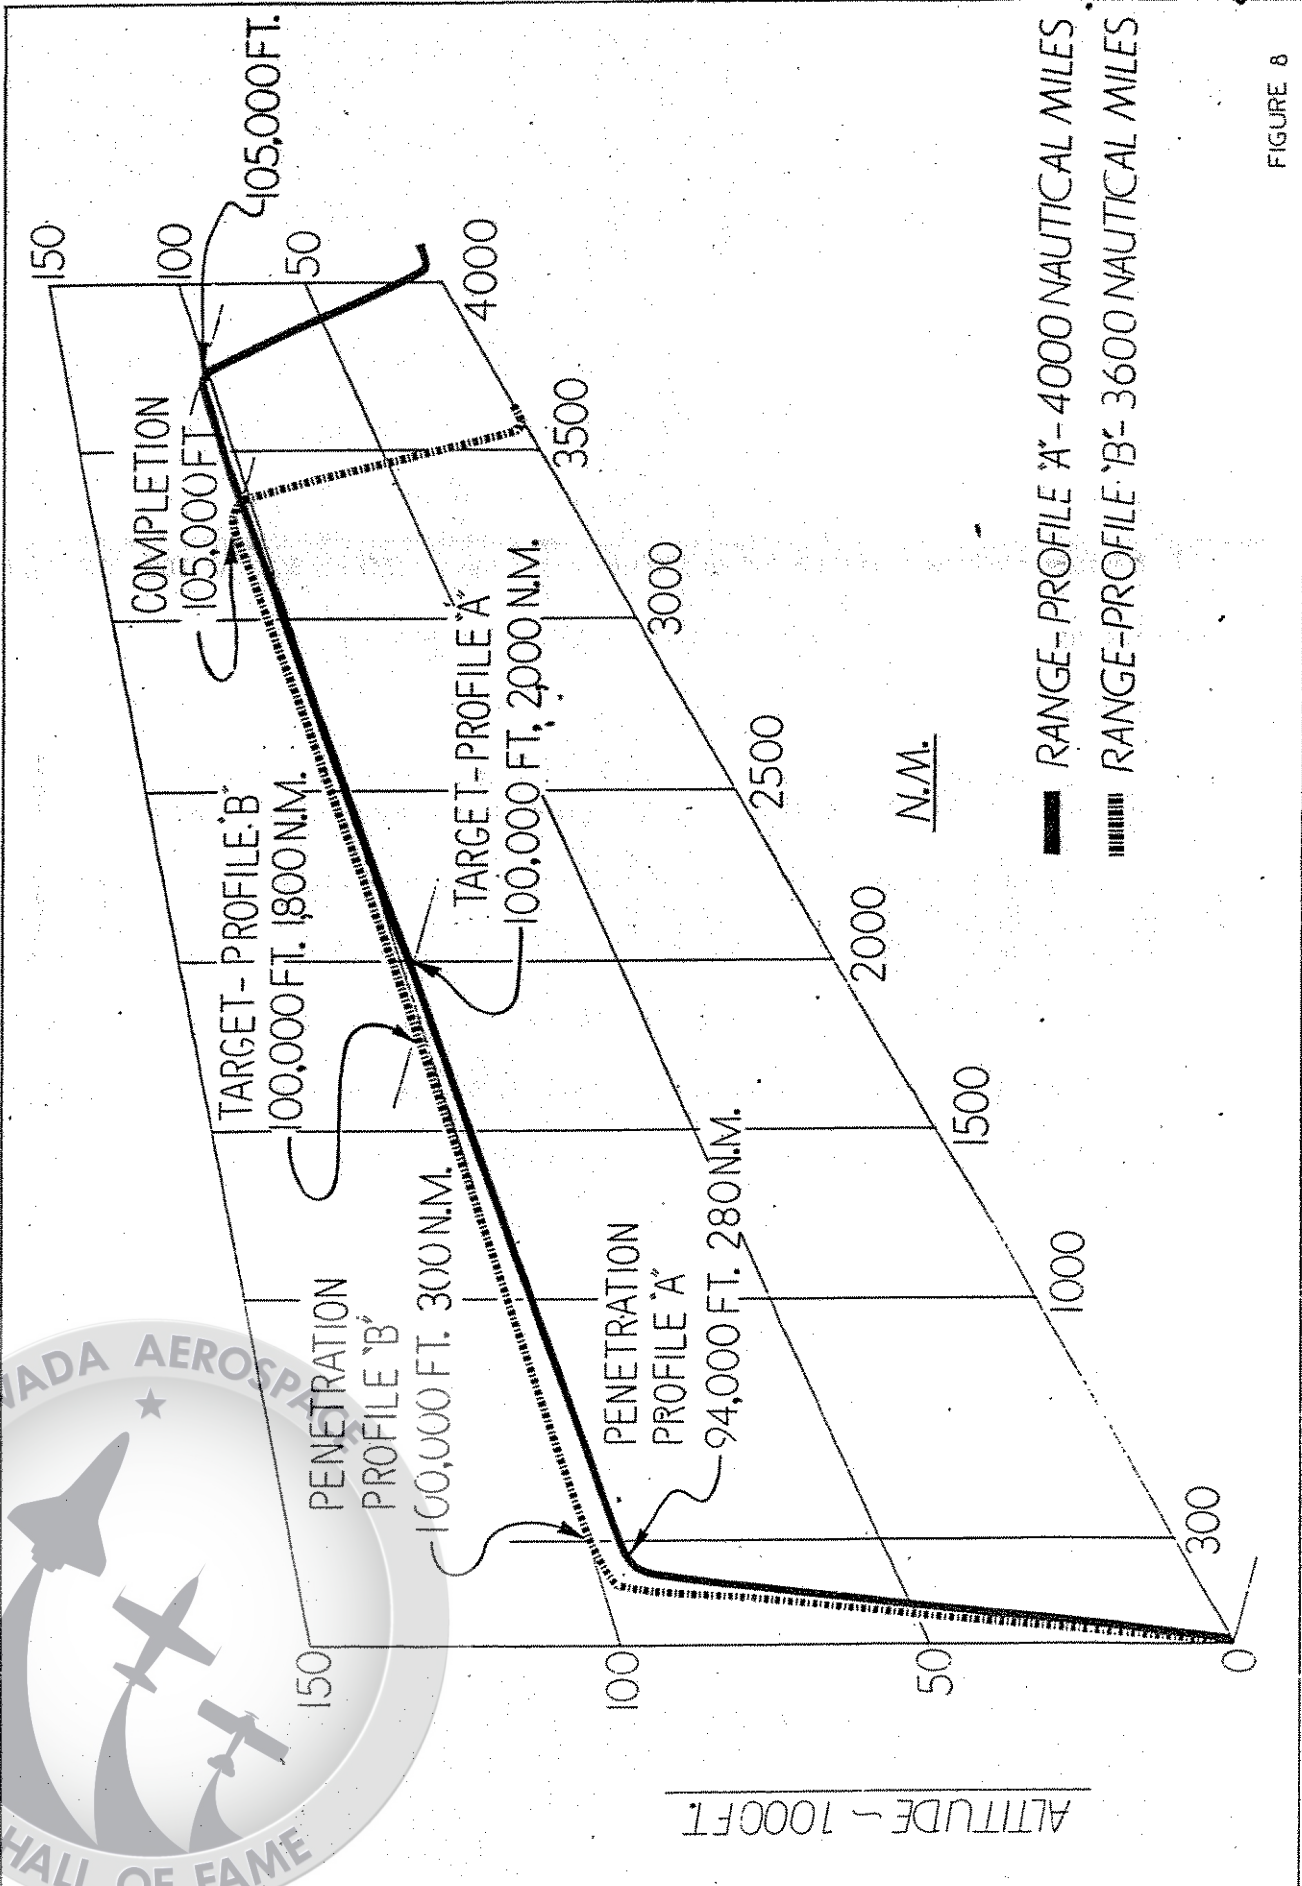 150
100
50
0
ALTITUDE ~ 1000 FT.
PENETRATION
PROFILE "B"
100,000 FT. 300 N.M.
TARGET-PROFILE "B"
100,000 FT. 1,800 N.M.
COMPLETION
105,000 FT
105,000 FT.
150
100
50
PENETRATION
PROFILE "A"
94,000 FT. 280 N.M.
TARGET-PROFILE "A"
100,000 FT, 2000 N.M.
300
1000
1500
2000
2500
3000
3500
4000
N.M.
RANGE-PROFILE "A"- 4000 NAUTICAL MILES
RANGE-PROFILE "B"- 3600 NAUTICAL MILES
FIGURE 8
AEROSPACE
HALL OF FAME